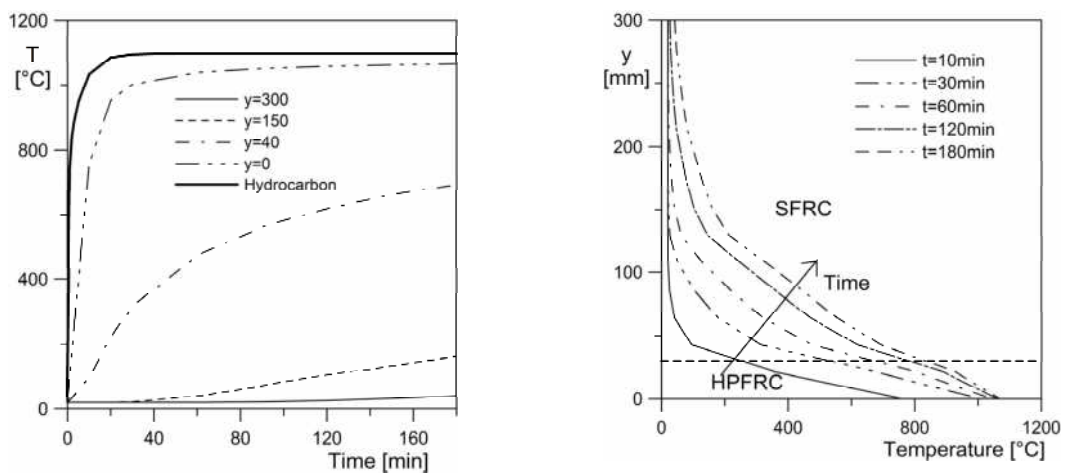 1200
T
[°C]
800
400
0
y=300
y=150
y=40
y=0
Hydrocarbon
0
40
80
120
160
Time [min]
300
y
[mm]
200
100
0
t=10min
t=30min
t=60min
t=120min
t=180min
SFRC
Time
HPFRC
0
400
800
1200
Temperature [°C]